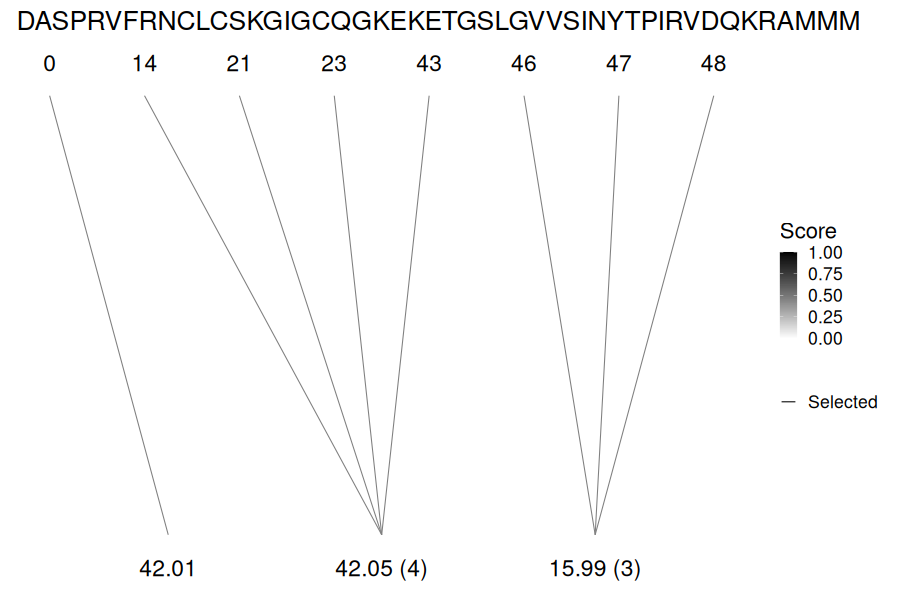 DASPRVFRNCLCSKGIGCQGKEKETGSLGVVSINYTPIRVDQKRAMMM
0 14 21 23 43 46 47 48
Score
1.00
0.75
0.50
0.25
0.00
Selected
42.01 42.05 (4) 15.99 (3)